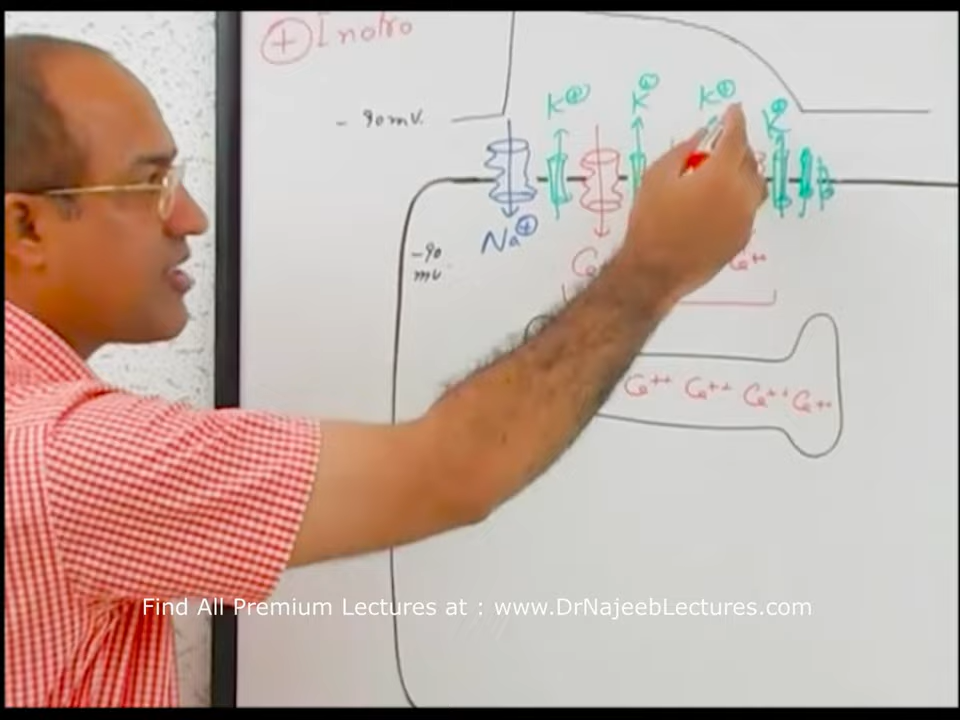 ⊕ Inotro
- 90 mv.
K⊕ K⊕ K⊕ K⊕
Na⊕
-90
mv.
Ca++
Ca++ Ca++ Ca++ Ca++
Find All Premium Lectures at : www.DrNajeebLectures.com